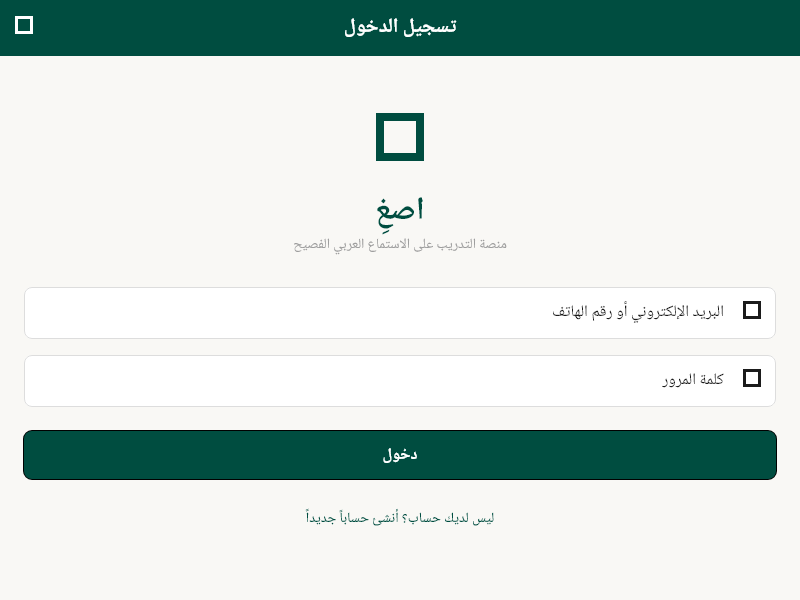 تسجيل الدخول
اصغِ
منصة التدريب على الاستماع العربي الفصيح
البريد الإلكتروني أو رقم الهاتف
كلمة المرور
دخول
ليس لديك حساب؟ أنشئ حساباً جديداً